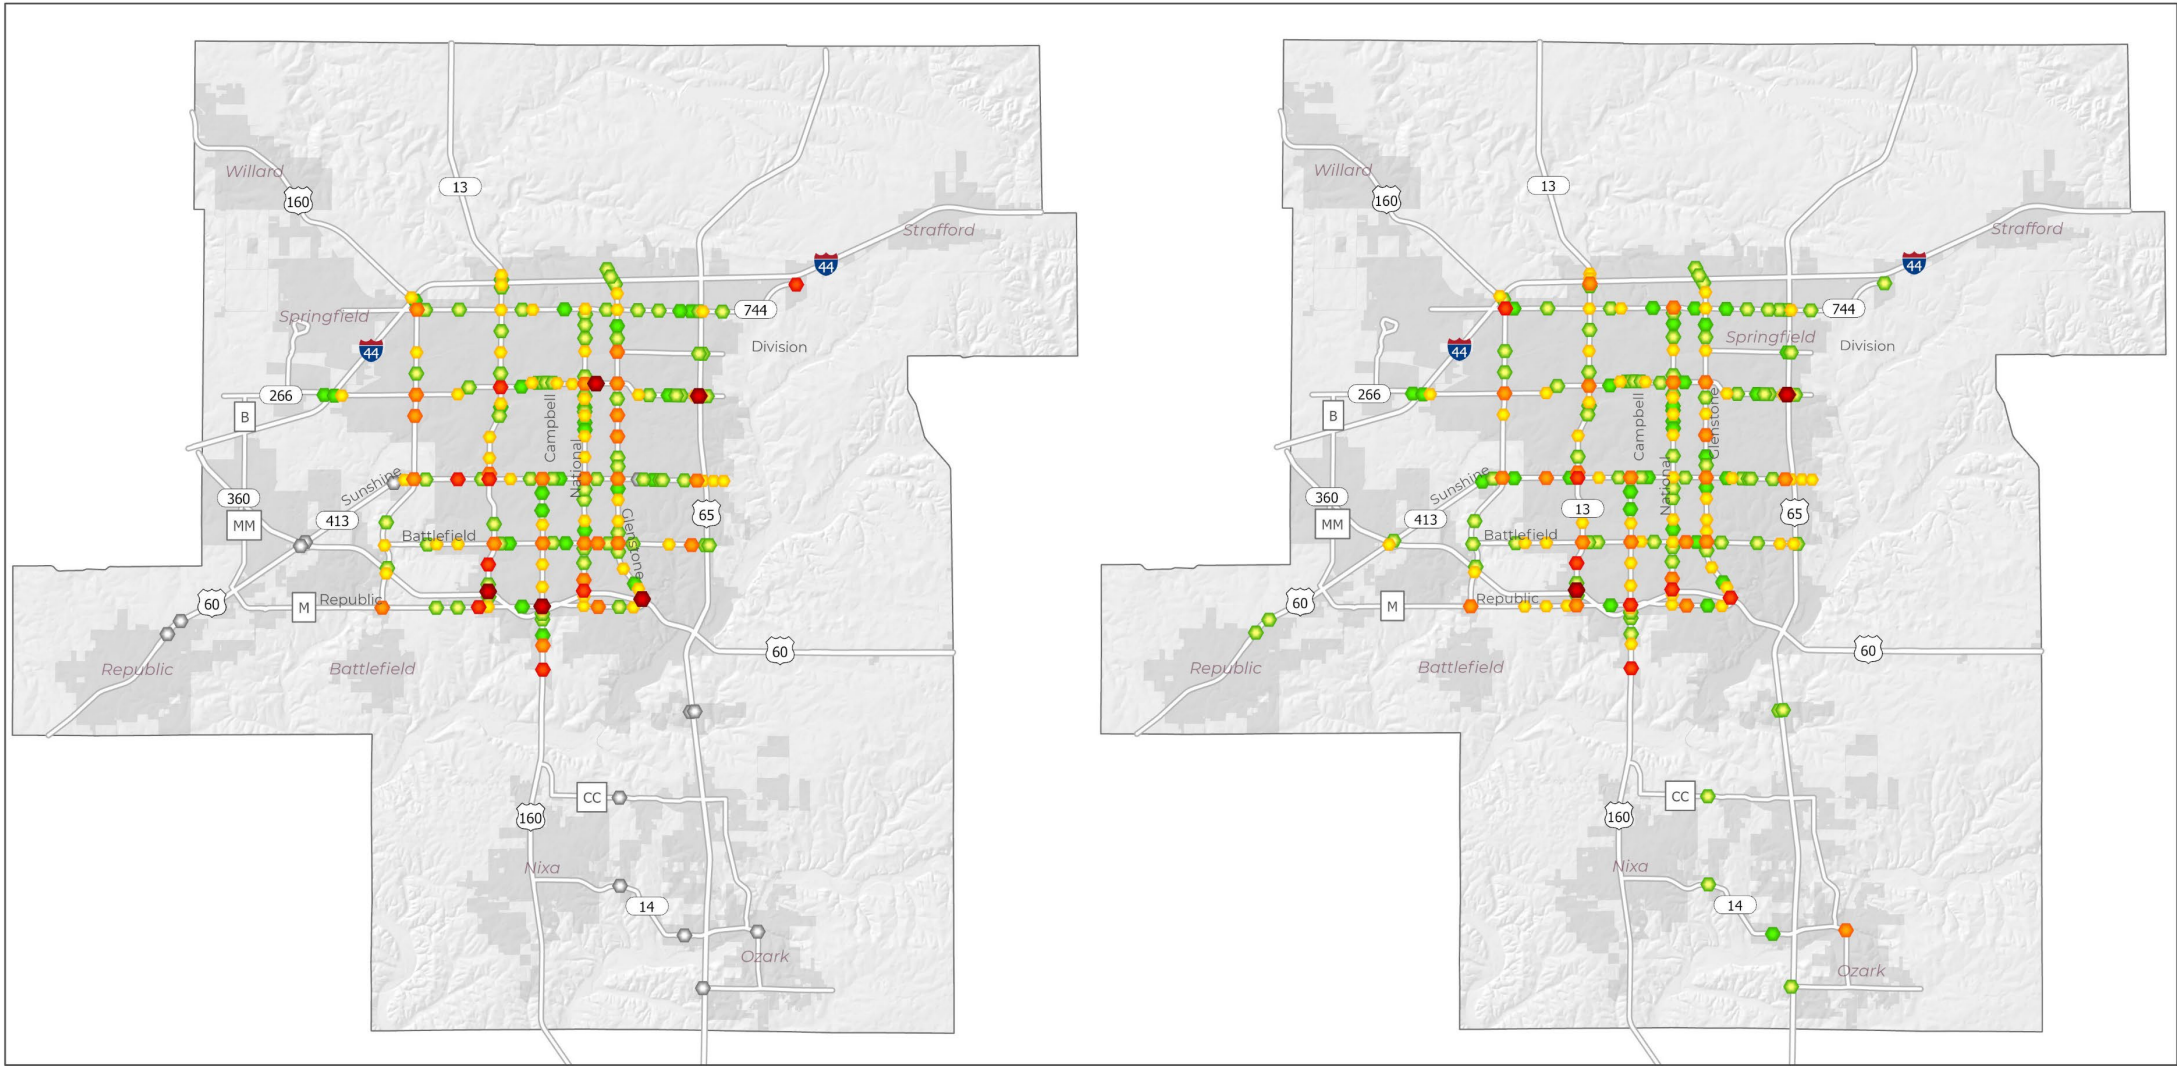 Willard
160
13
Strafford
44
Springfield
744
44
Division
266
B
Campbell
National
Sunshine
360
413
MM
65
Glenstone
Battlefield
60
M
Republic
60
Republic
Battlefield
CC
160
Nixa
14
Ozark
Willard
160
13
Strafford
44
744
Springfield
Division
44
266
B
Campbell
Glenstone
National
Sunshine
360
13
413
MM
65
Battlefield
60
M
Republic
60
Republic
Battlefield
CC
160
Nixa
14
Ozark